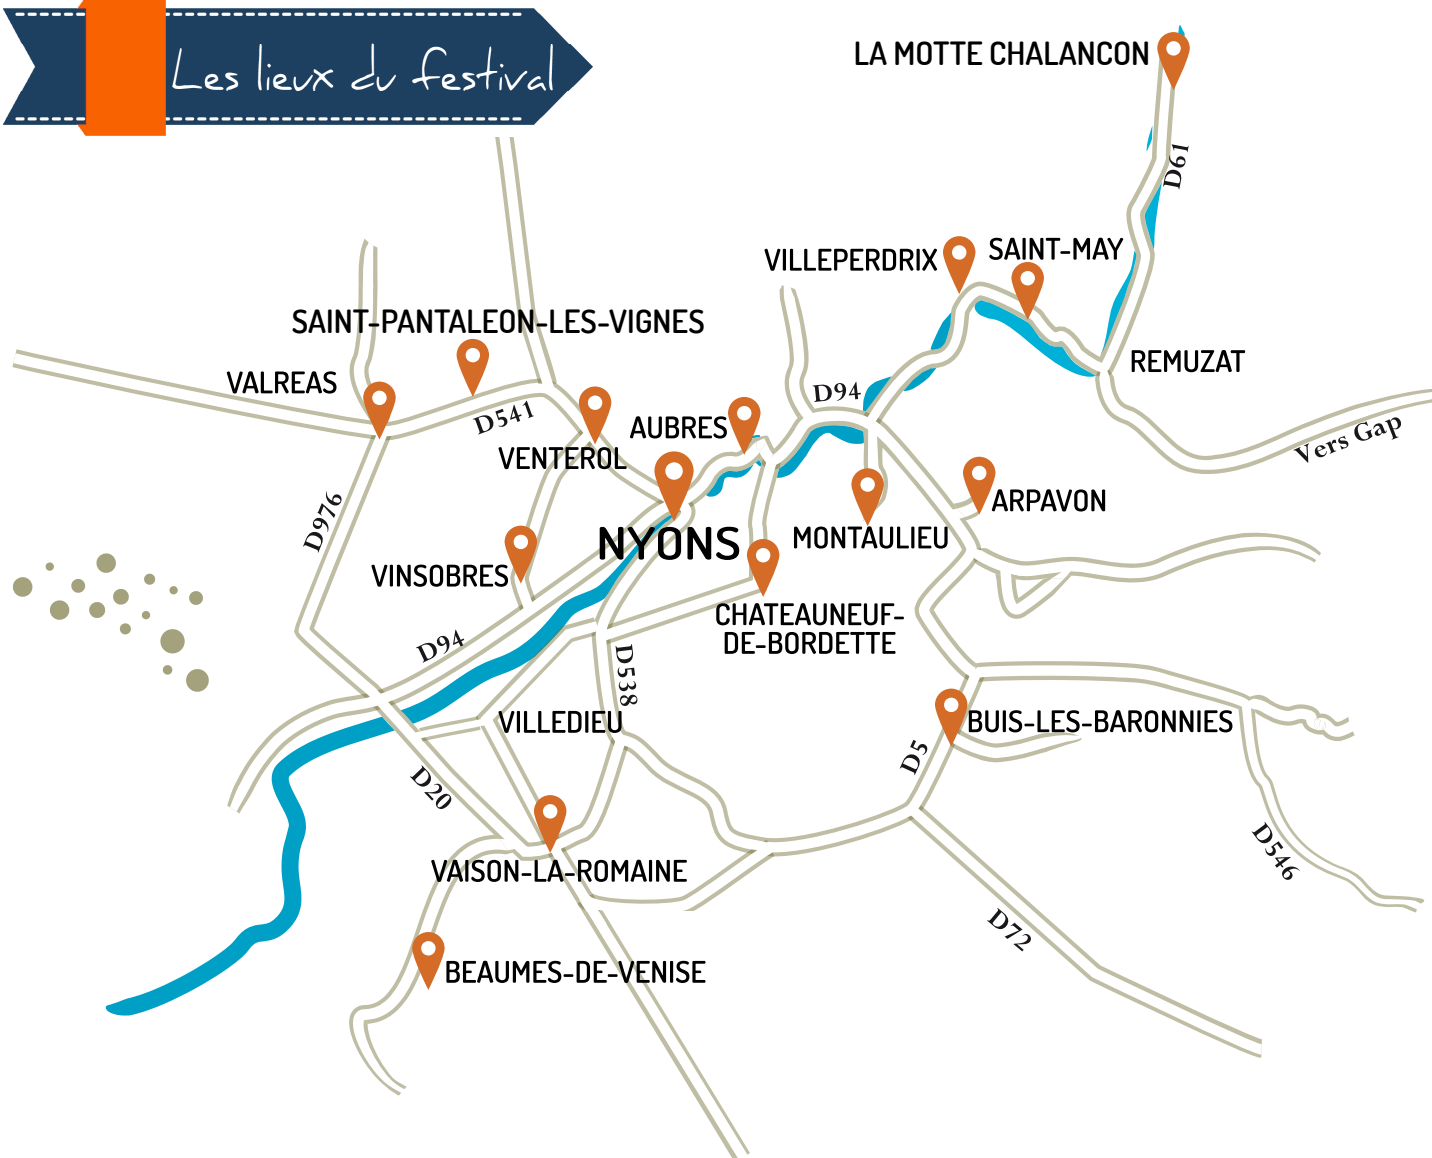 Les lieux du festival
LA MOTTE CHALANCON
D61
VILLEPERDRIX
SAINT-MAY
SAINT-PANTALEON-LES-VIGNES
REMUZAT
VALREAS
D94
D541
AUBRES
Vers Gap
VENTEROL
ARPAVON
D976
NYONS
MONTAULIEU
VINSOBRES
CHATEAUNEUF-
DE-BORDETTE
D94
D538
VILLEDIEU
BUIS-LES-BARONNIES
D5
D20
D546
VAISON-LA-ROMAINE
D72
BEAUMES-DE-VENISE